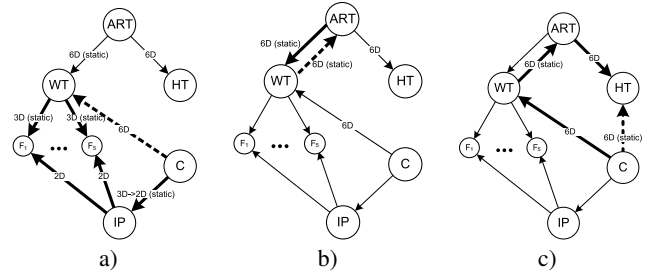 ART
6D (static)
6D
WT
HT
3D (static)
3D (static)
6D
F1
...
F5
C
2D
2D
3D->2D (static)
IP
a)
ART
6D (static)
6D (static)
6D
WT
HT
6D
F1
...
F5
C
IP
b)
ART
6D (static)
6D
WT
HT
6D
6D (static)
F1
...
F5
C
IP
c)